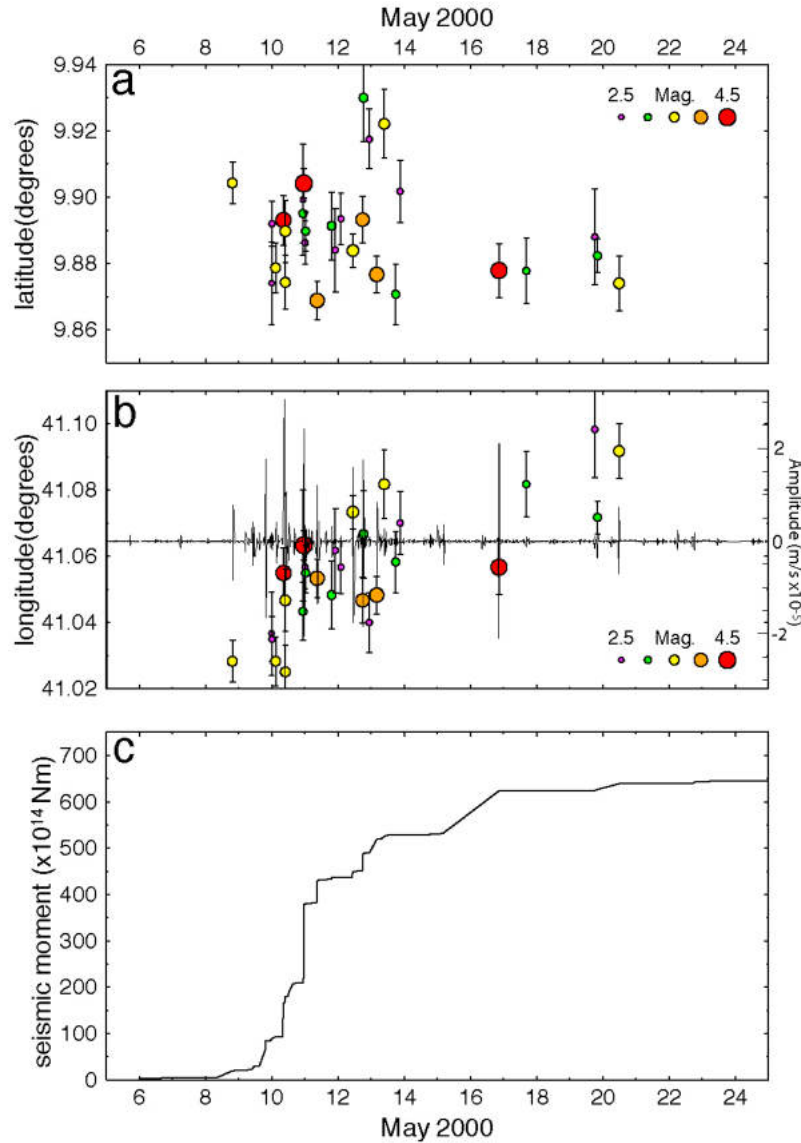 May 2000
6 8 10 12 14 16 18 20 22 24
a
9.94
9.92
9.90
9.88
9.86
latitude(degrees)
2.5 Mag. 4.5
b
41.10
41.08
41.06
41.04
41.02
longitude(degrees)
2
0
-2
Amplitude (m/s x10-5)
2.5 Mag. 4.5
c
700
600
500
400
300
200
100
0
seismic moment (x10^14 Nm)
6 8 10 12 14 16 18 20 22 24
May 2000